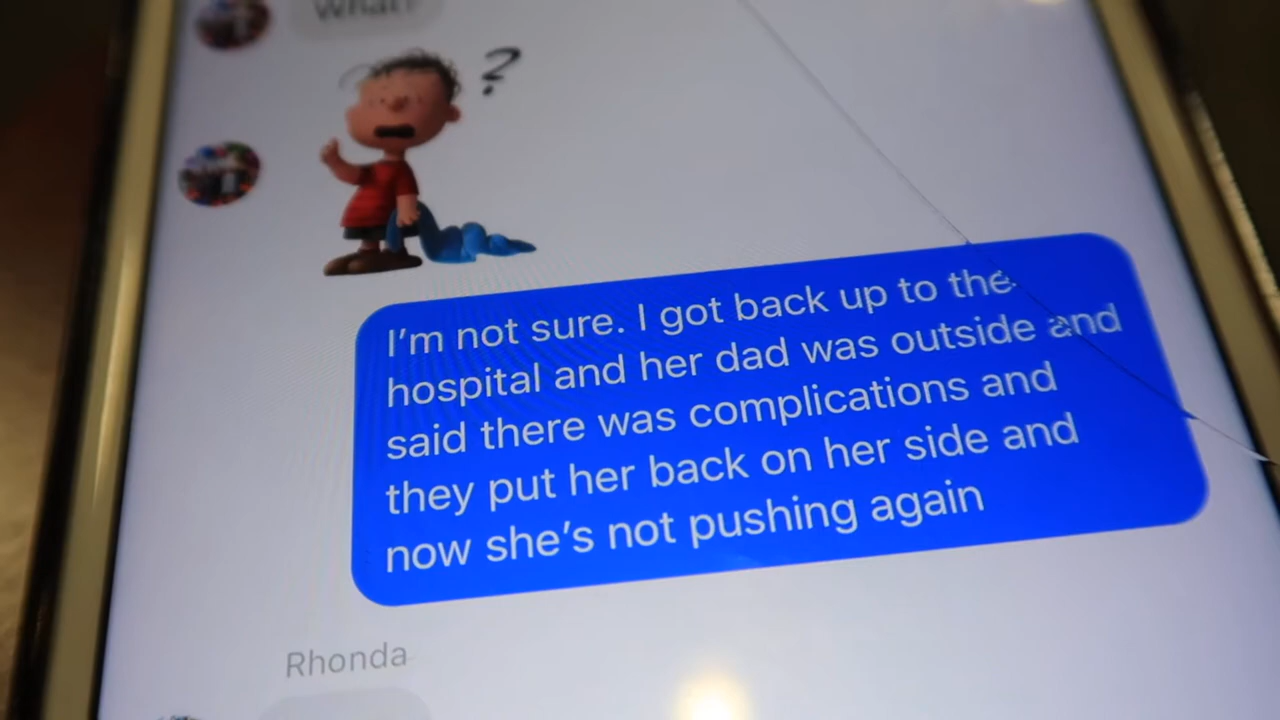 What?
?
I'm not sure. I got back up to the
hospital and her dad was outside and
said there was complications and
they put her back on her side and
now she's not pushing again
Rhonda